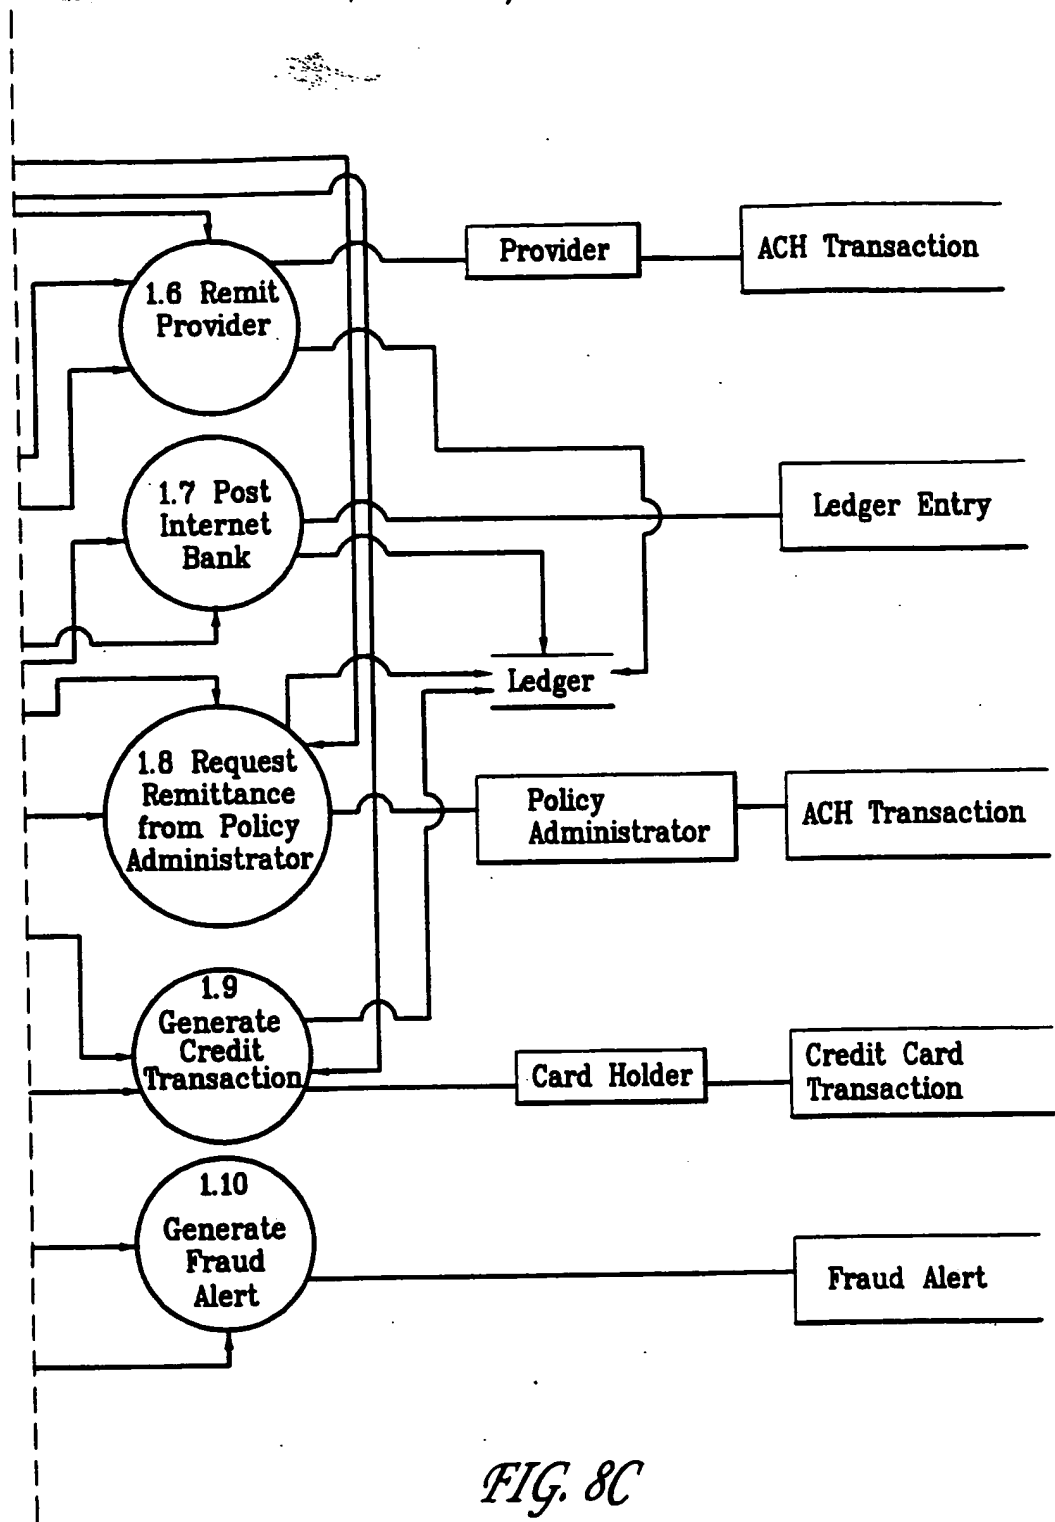 1.6 Remit
Provider
Provider
ACH Transaction
1.7 Post
Internet
Bank
Ledger Entry
Ledger
1.8 Request
Remittance
from Policy
Administrator
Policy
Administrator
ACH Transaction
1.9
Generate
Credit
Transaction
Card Holder
Credit Card
Transaction
1.10
Generate
Fraud
Alert
Fraud Alert
FIG. 8C